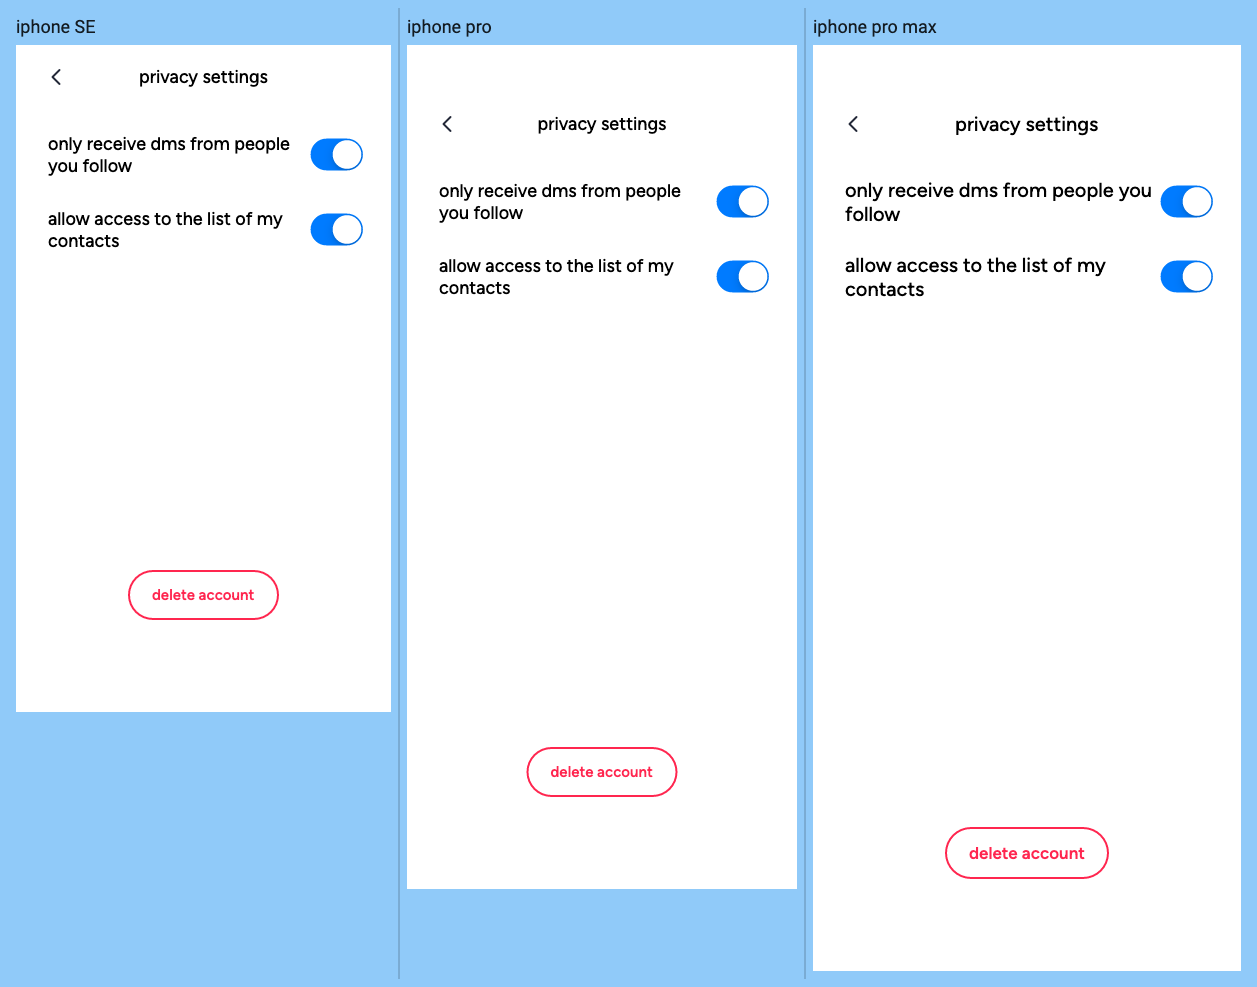 iphone SE
privacy settings
only receive dms from people
you follow
allow access to the list of my
contacts
delete account
iphone pro
privacy settings
only receive dms from people
you follow
allow access to the list of my
contacts
delete account
iphone pro max
privacy settings
only receive dms from people you
follow
allow access to the list of my
contacts
delete account